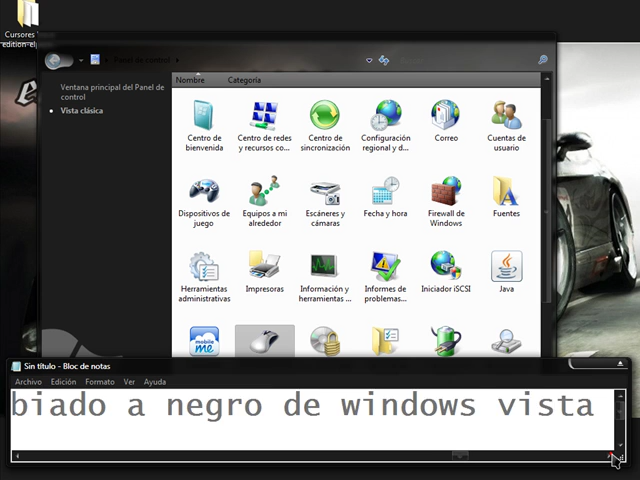 Cursores
edition-el
Panel de control
Ventana principal del Panel de
control
Vista clásica
Nombre Categoría
Centro de
bienvenida
Centro de redes
y recursos co...
Centro de
sincronización
Configuración
regional y d...
Correo
Cuentas de
usuario
Dispositivos de
juego
Equipos a mi
alrededor
Escáneres y
cámaras
Fecha y hora
Firewall de
Windows
Fuentes
Herramientas
administrativas
Impresoras
Información y
herramientas ...
Informes de
problemas...
Iniciador iSCSI
Java
mobile
me
Sin título - Bloc de notas
Archivo Edición Formato Ver Ayuda
biado a negro de windows vista